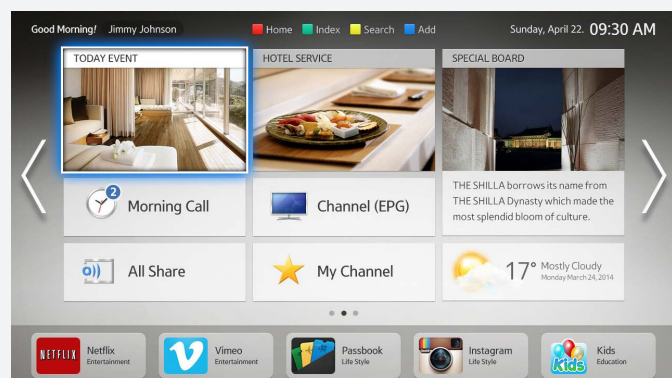 Good Morning! Jimmy Johnson
Home Index Search Add
Sunday, April 22. 09:30 AM
TODAY EVENT
HOTEL SERVICE
SPECIAL BOARD
2
Morning Call
Channel (EPG)
THE SHILLA borrows its name from
THE SHILLA Dynasty which made the
most splendid bloom of culture.
All Share
My Channel
17° Mostly Cloudy
Monday March 24, 2014
NETFLIX
Netflix
Entertainment
Vimeo
Entertainment
Passbook
Life Style
Instagram
Life Style
Kids
Kids
Education